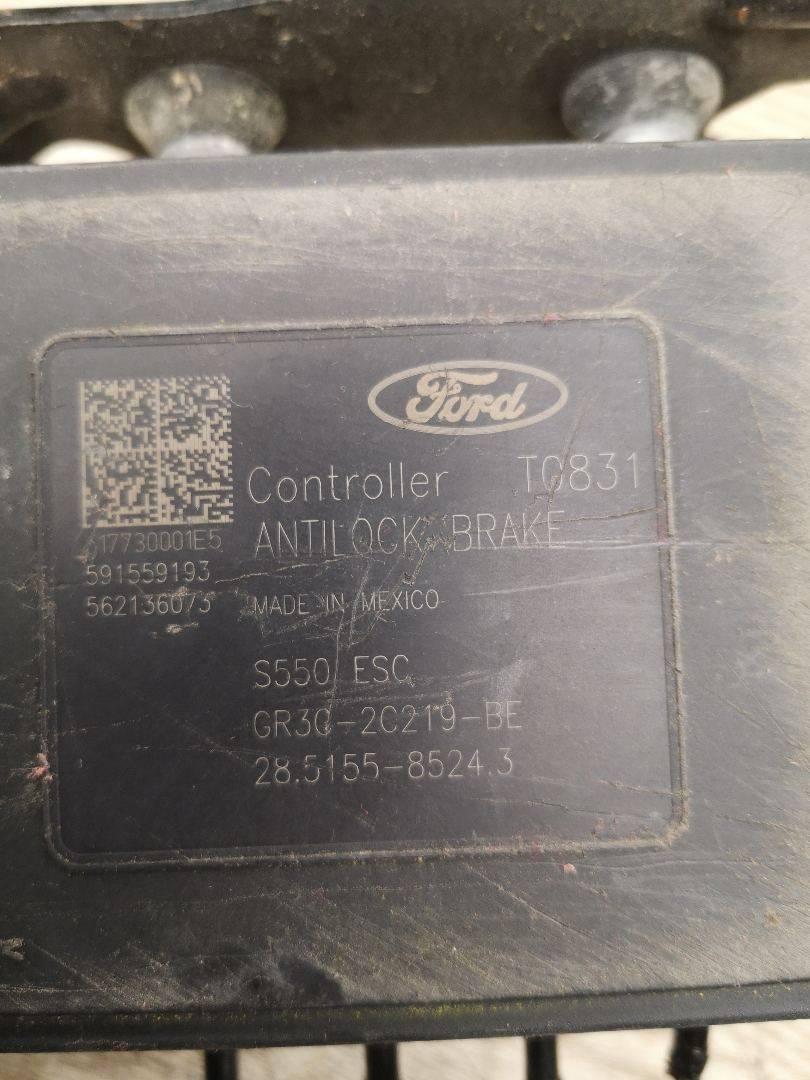 Ford
Controller T0831
ANTILOCK BRAKE
17730001E5
591559193
562136073
MADE IN MEXICO
S550 ESC
GR3C-2C219-BE
28.5155-8524.3